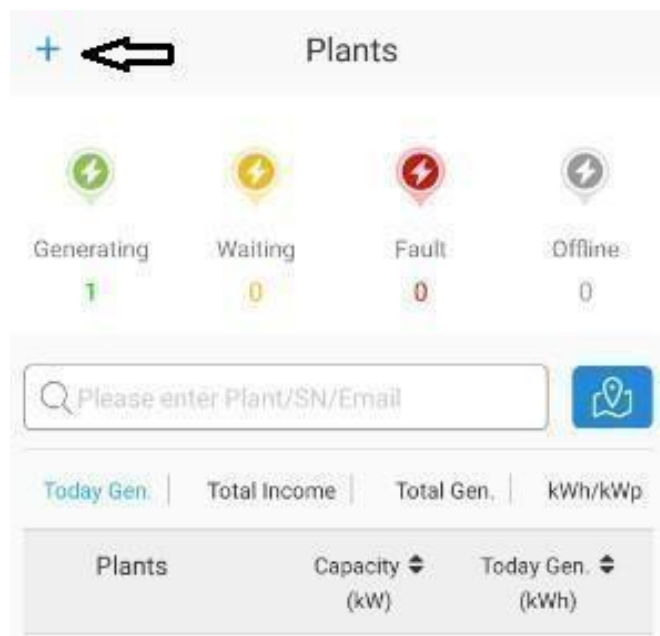 + Plants
Generating Waiting Fault Offline
1 0 0 0
Please enter Plant/SN/Email
Today Gen. Total Income Total Gen. kWh/kWp
Plants Capacity Today Gen.
(kW) (kWh)